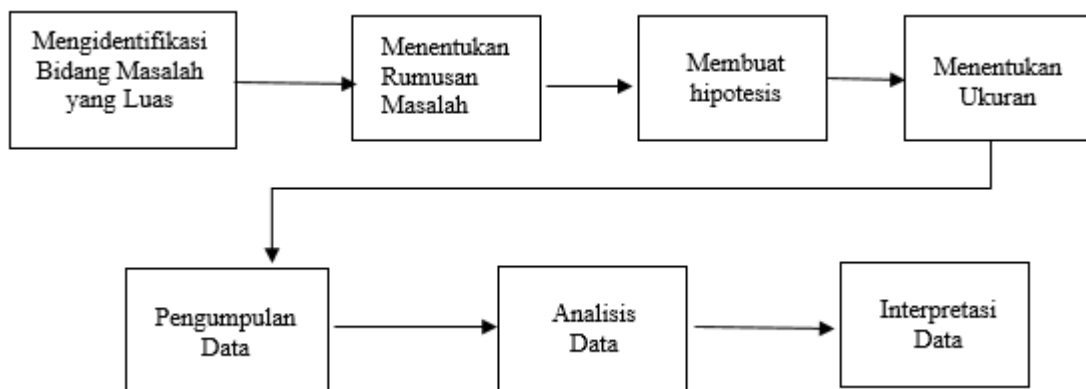 Mengidentifikasi
Bidang Masalah
yang Luas
Menentukan
Rumusan
Masalah
Membuat
hipotesis
Menentukan
Ukuran
Pengumpulan
Data
Analisis
Data
Interpretasi
Data